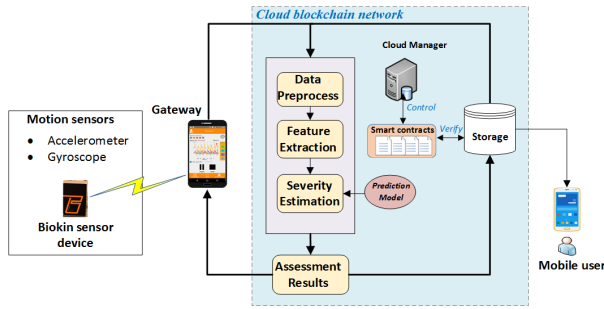 Cloud blockchain network
Cloud Manager
Data
Preprocess
Control
Gateway
Motion sensors
Accelerometer
Gyroscope
Feature
Extraction
Smart contracts
Verify
Storage
Severity
Estimation
Prediction
Model
Biokin sensor
device
Assessment
Results
Mobile user